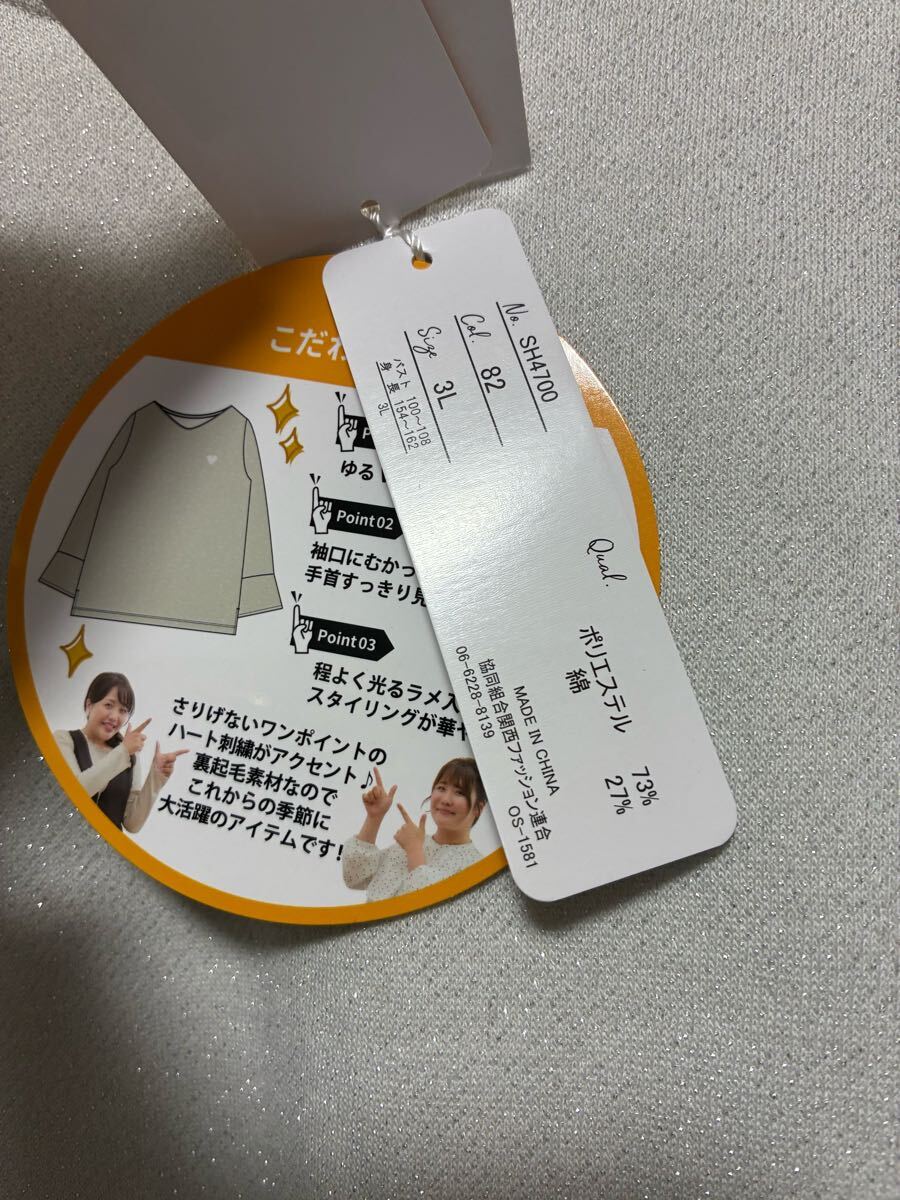 こだわ
ゆる
Point02
袖口にむかっ
手首すっきり見
Point03
程よく光るラメ入
スタイリングが華や
さりげないワンポイントの
ハート刺繍がアクセント♪
裏起毛素材なので
これからの季節に
大活躍のアイテムです!
No. SH4700
Col. 82
Size 3L
バスト 100~108
身長 154~162
3L
Qual.
ポリエステル 73%
綿 27%
MADE IN CHINA
協同組合関西ファッション連合
06-6228-8139 OS-1581